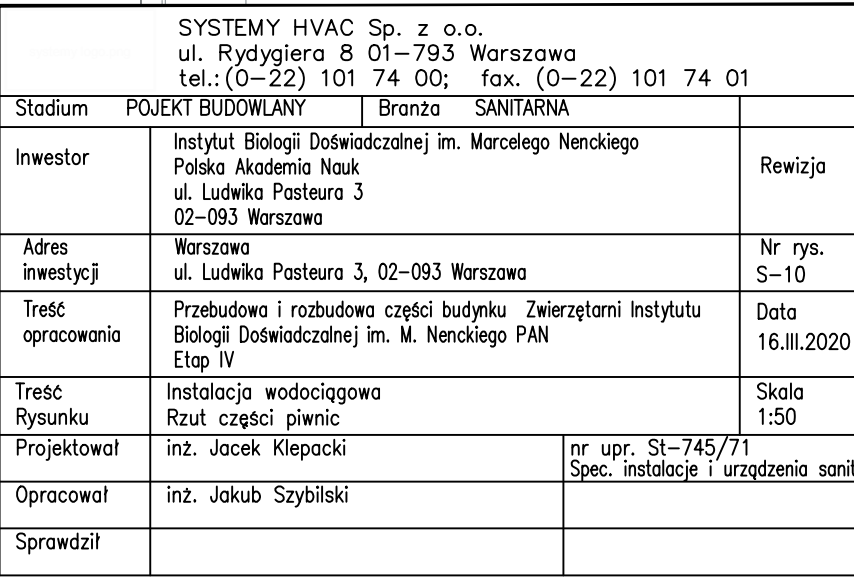 SYSTEMY HVAC Sp. z o.o.
ul. Rydygiera 8 01-793 Warszawa
tel.:(0-22) 101 74 00; fax. (0-22) 101 74 01
Stadium POJEKT BUDOWLANY Branża SANITARNA
Inwestor
Instytut Biologii Doświadczalnej im. Marcelego Nenckiego
Polska Akademia Nauk
ul. Ludwika Pasteura 3
02-093 Warszawa
Rewizja
Adres
inwestycji
Warszawa
ul. Ludwika Pasteura 3, 02-093 Warszawa
Nr rys.
S-10
Treść
opracowania
Przebudowa i rozbudowa części budynku Zwierzętarni Instytutu
Biologii Doświadczalnej im. M. Nenckiego PAN
Etap IV
Data
16.III.2020
Treść
Rysunku
Instalacja wodociągowa
Rzut części piwnic
Skala
1:50
Projektował
inż. Jacek Klepacki
nr upr. St-745/71
Spec. instalacje i urządzenia sanit
Opracował
inż. Jakub Szybilski
Sprawdził